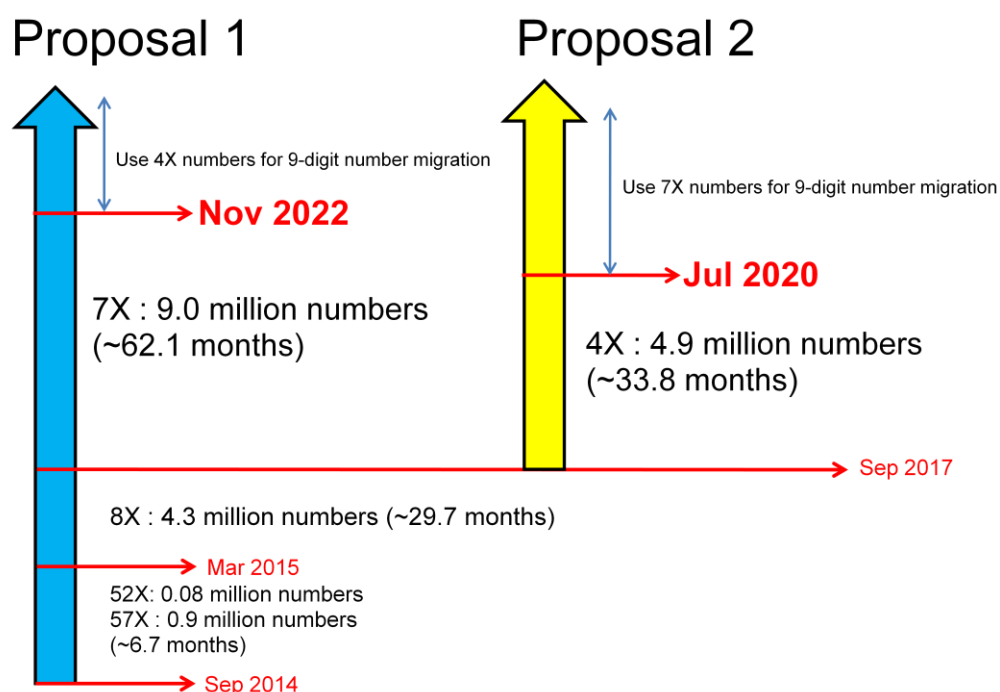 Proposal 1
Proposal 2
Use 4X numbers for 9-digit number migration
Use 7X numbers for 9-digit number migration
Nov 2022
Jul 2020
7X : 9.0 million numbers
(~62.1 months)
4X : 4.9 million numbers
(~33.8 months)
Sep 2017
8X : 4.3 million numbers (~29.7 months)
Mar 2015
52X: 0.08 million numbers
57X : 0.9 million numbers
(~6.7 months)
Sep 2014